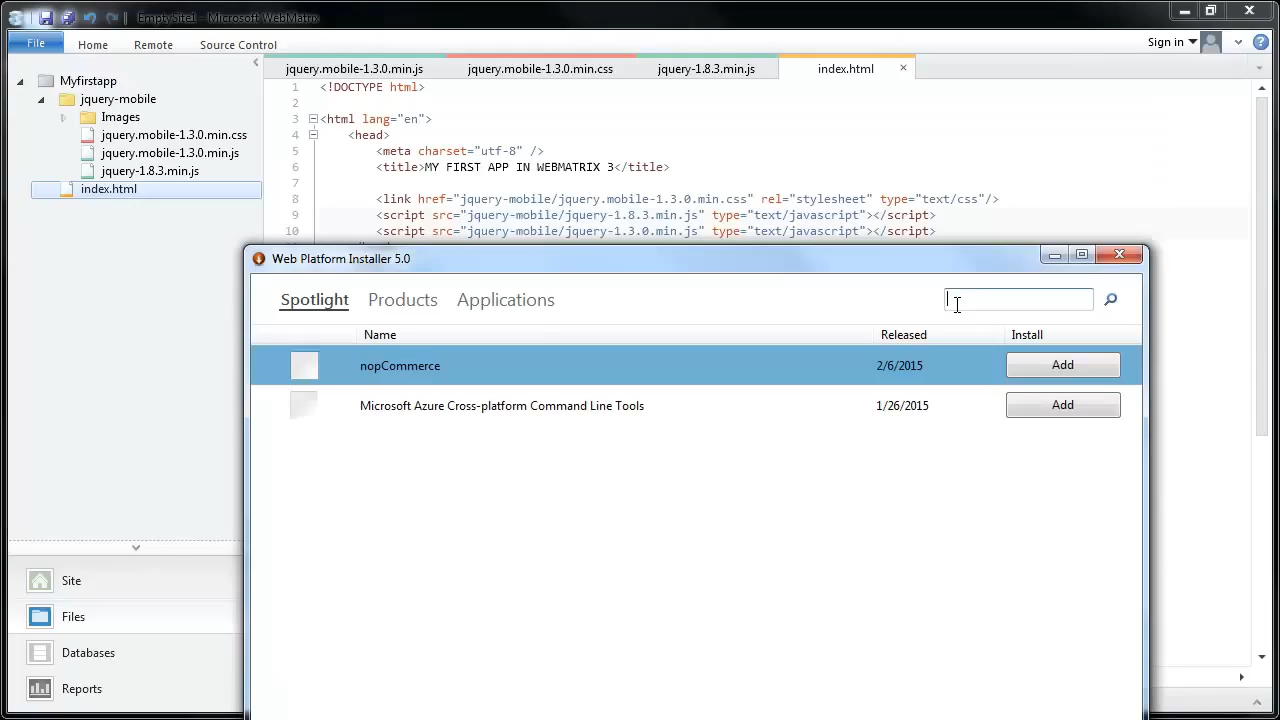 EmptySite1 - Microsoft WebMatrix
File Home Remote Source Control Sign in
Myfirstapp
jquery-mobile
Images
jquery.mobile-1.3.0.min.css
jquery.mobile-1.3.0.min.js
jquery-1.8.3.min.js
index.html
jquery.mobile-1.3.0.min.js jquery.mobile-1.3.0.min.css jquery-1.8.3.min.js index.html
1 <!DOCTYPE html>
2
3 <html lang="en">
4 <head>
5 <meta charset="utf-8" />
6 <title>MY FIRST APP IN WEBMATRIX 3</title>
7
8 <link href="jquery-mobile/jquery.mobile-1.3.0.min.css" rel="stylesheet" type="text/css"/>
9 <script src="jquery-mobile/jquery-1.8.3.min.js" type="text/javascript"></script>
10 <script src="jquery-mobile/jquery-1.3.0.min.js" type="text/javascript"></script>
Web Platform Installer 5.0
Spotlight Products Applications
Name Released Install
nopCommerce 2/6/2015 Add
Microsoft Azure Cross-platform Command Line Tools 1/26/2015 Add
Site
Files
Databases
Reports